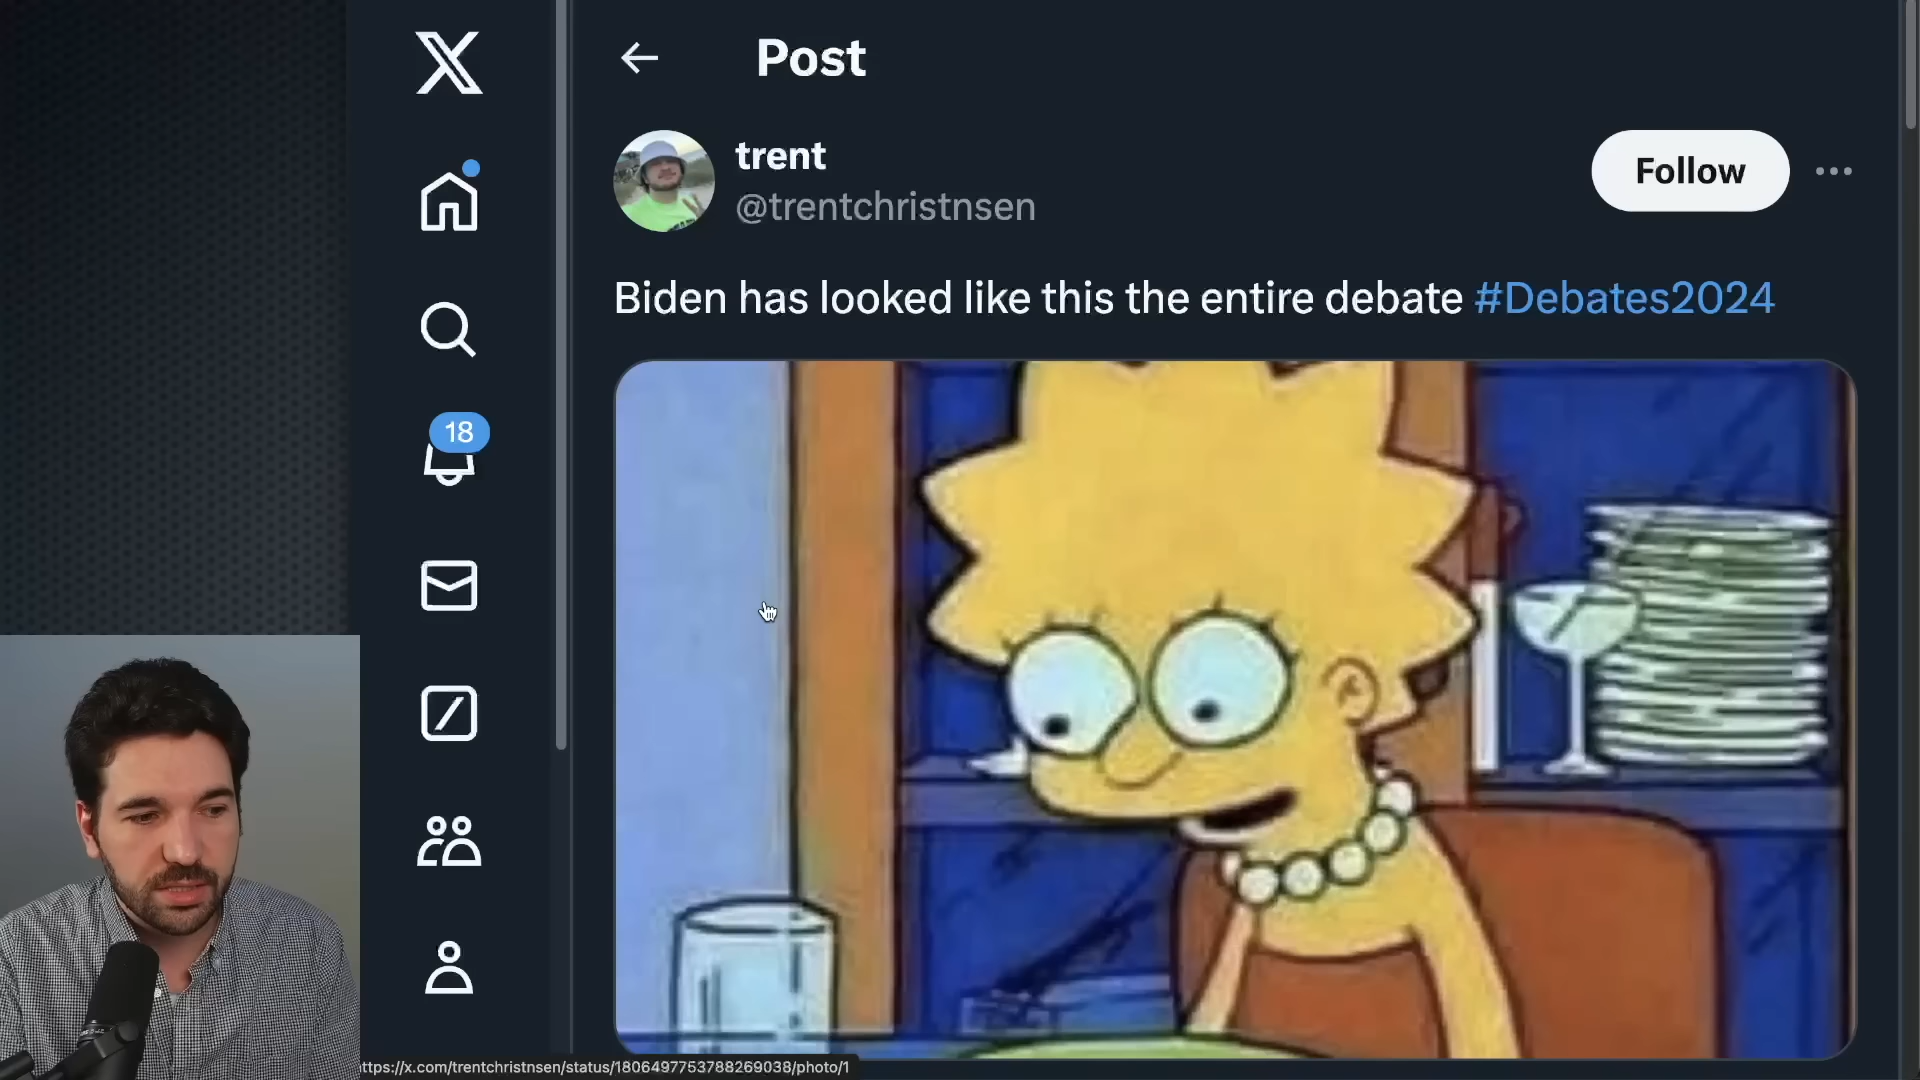 Post
trent
@trentchristnsen
Follow
Biden has looked like this the entire debate #Debates2024
18
ttps://x.com/trentchristnsen/status/1806497753788269038/photo/1